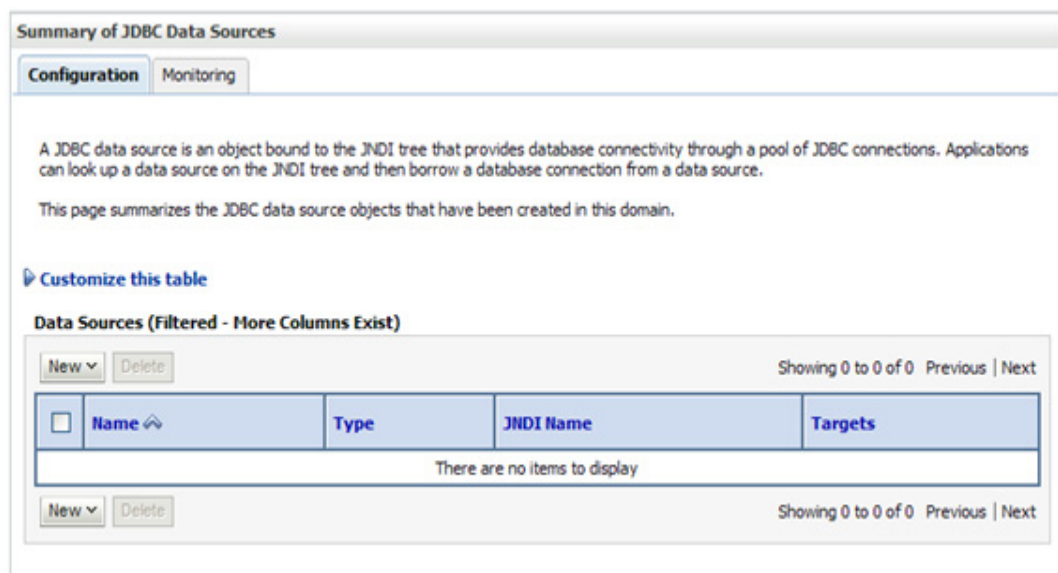 Summary of JDBC Data Sources
Configuration Monitoring
A JDBC data source is an object bound to the JNDI tree that provides database connectivity through a pool of JDBC connections. Applications
can look up a data source on the JNDI tree and then borrow a database connection from a data source.
This page summarizes the JDBC data source objects that have been created in this domain.
Customize this table
Data Sources (Filtered - More Columns Exist)
New Delete Showing 0 to 0 of 0 Previous | Next
Name Type JNDI Name Targets
There are no items to display
New Delete Showing 0 to 0 of 0 Previous | Next